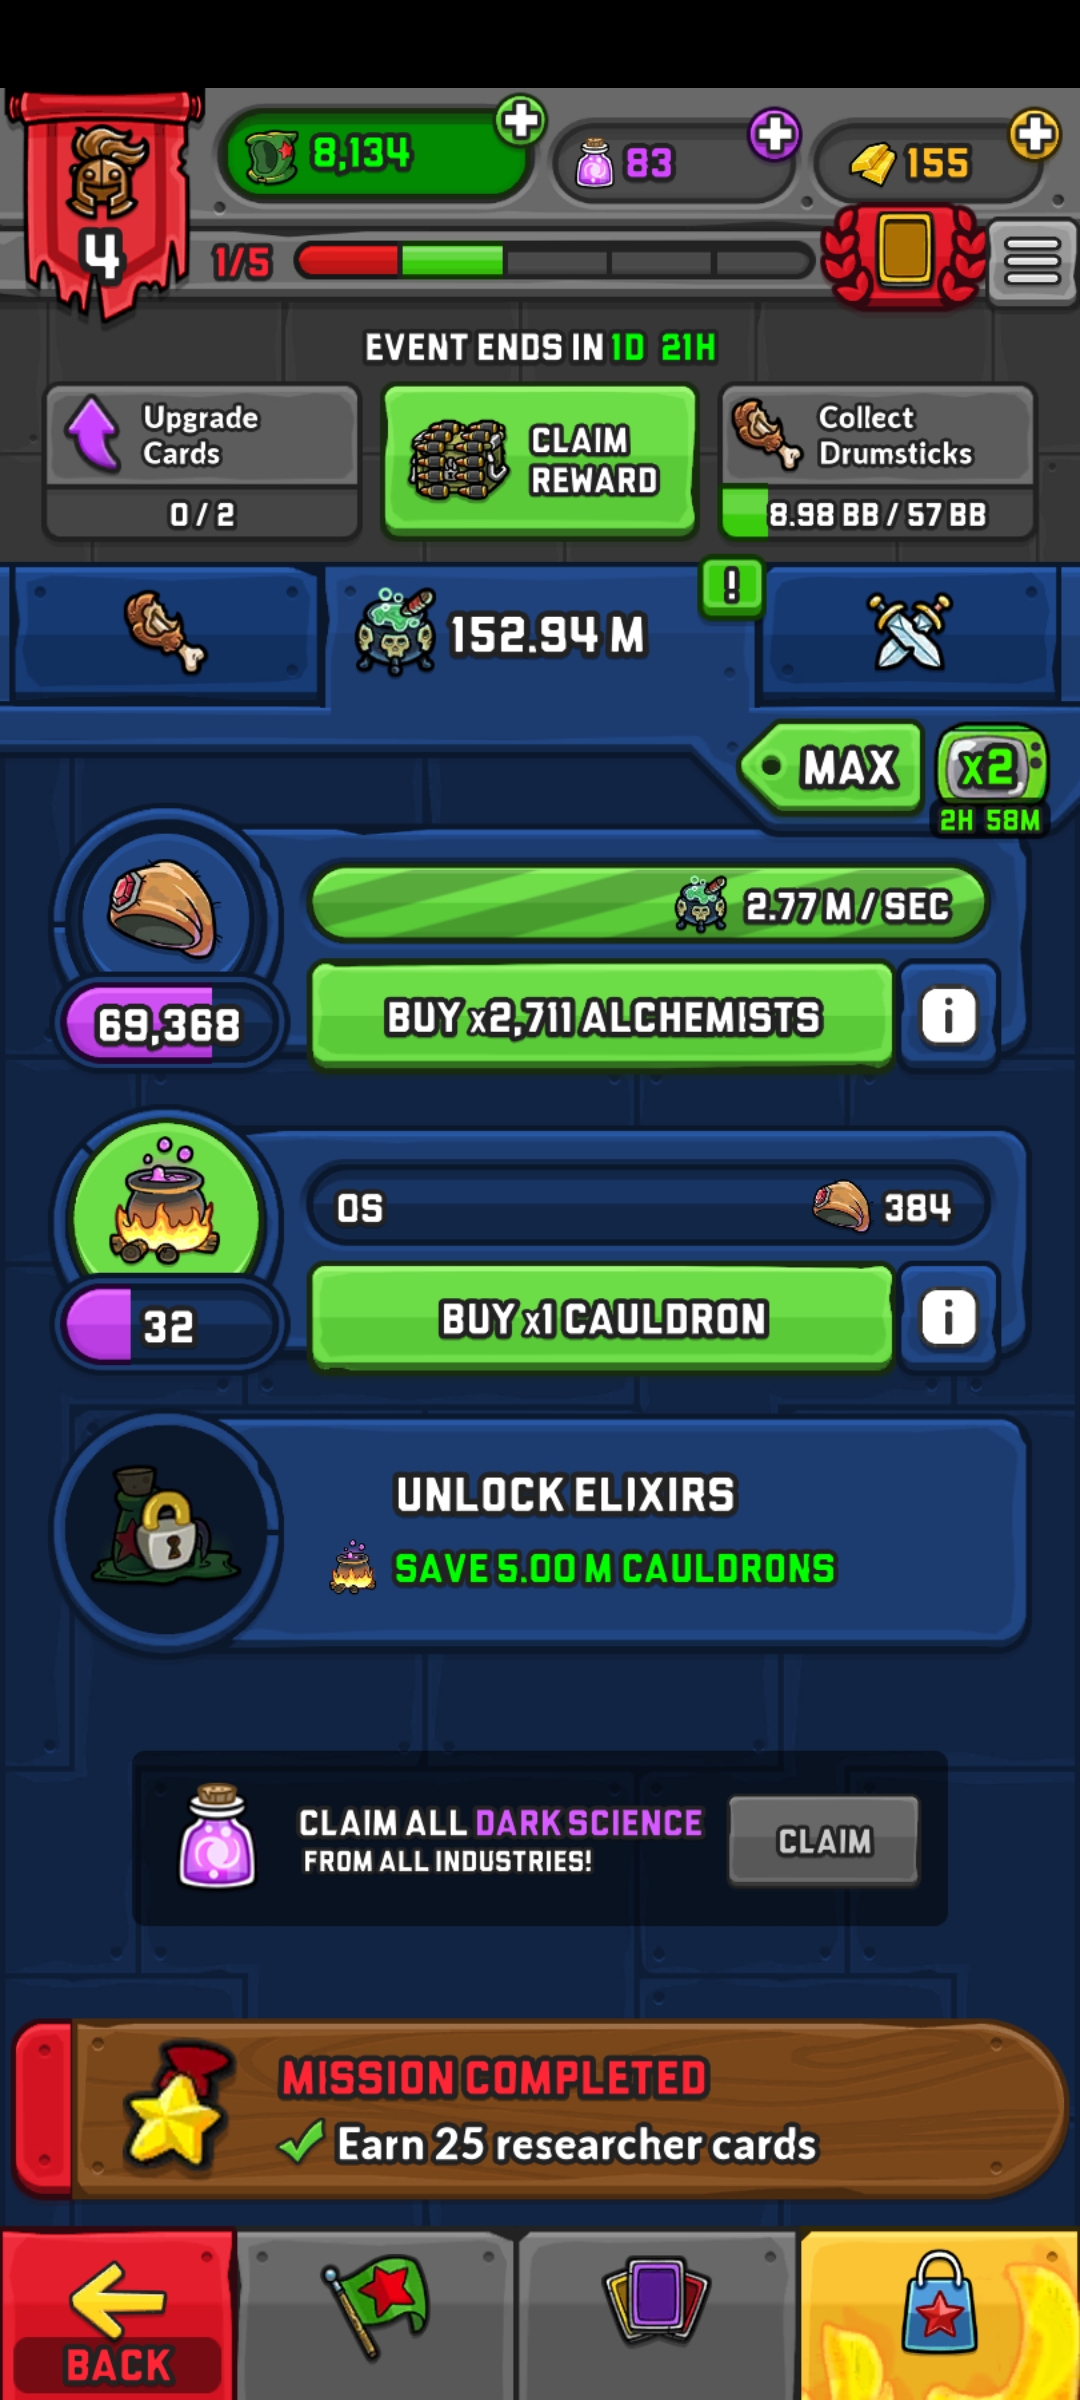 8,134
83
155
4
1/5
EVENT ENDS IN 1D 21H
Upgrade
Cards
0 / 2
CLAIM
REWARD
Collect
Drumsticks
8.98 BB / 57 BB
!
152.94 M
MAX
x2
2H 58M
2.77 M / SEC
69,368
BUY x2,711 ALCHEMISTS
i
0S
384
32
BUY x1 CAULDRON
i
UNLOCK ELIXIRS
SAVE 5.00 M CAULDRONS
CLAIM ALL DARK SCIENCE
FROM ALL INDUSTRIES!
CLAIM
MISSION COMPLETED
Earn 25 researcher cards
BACK